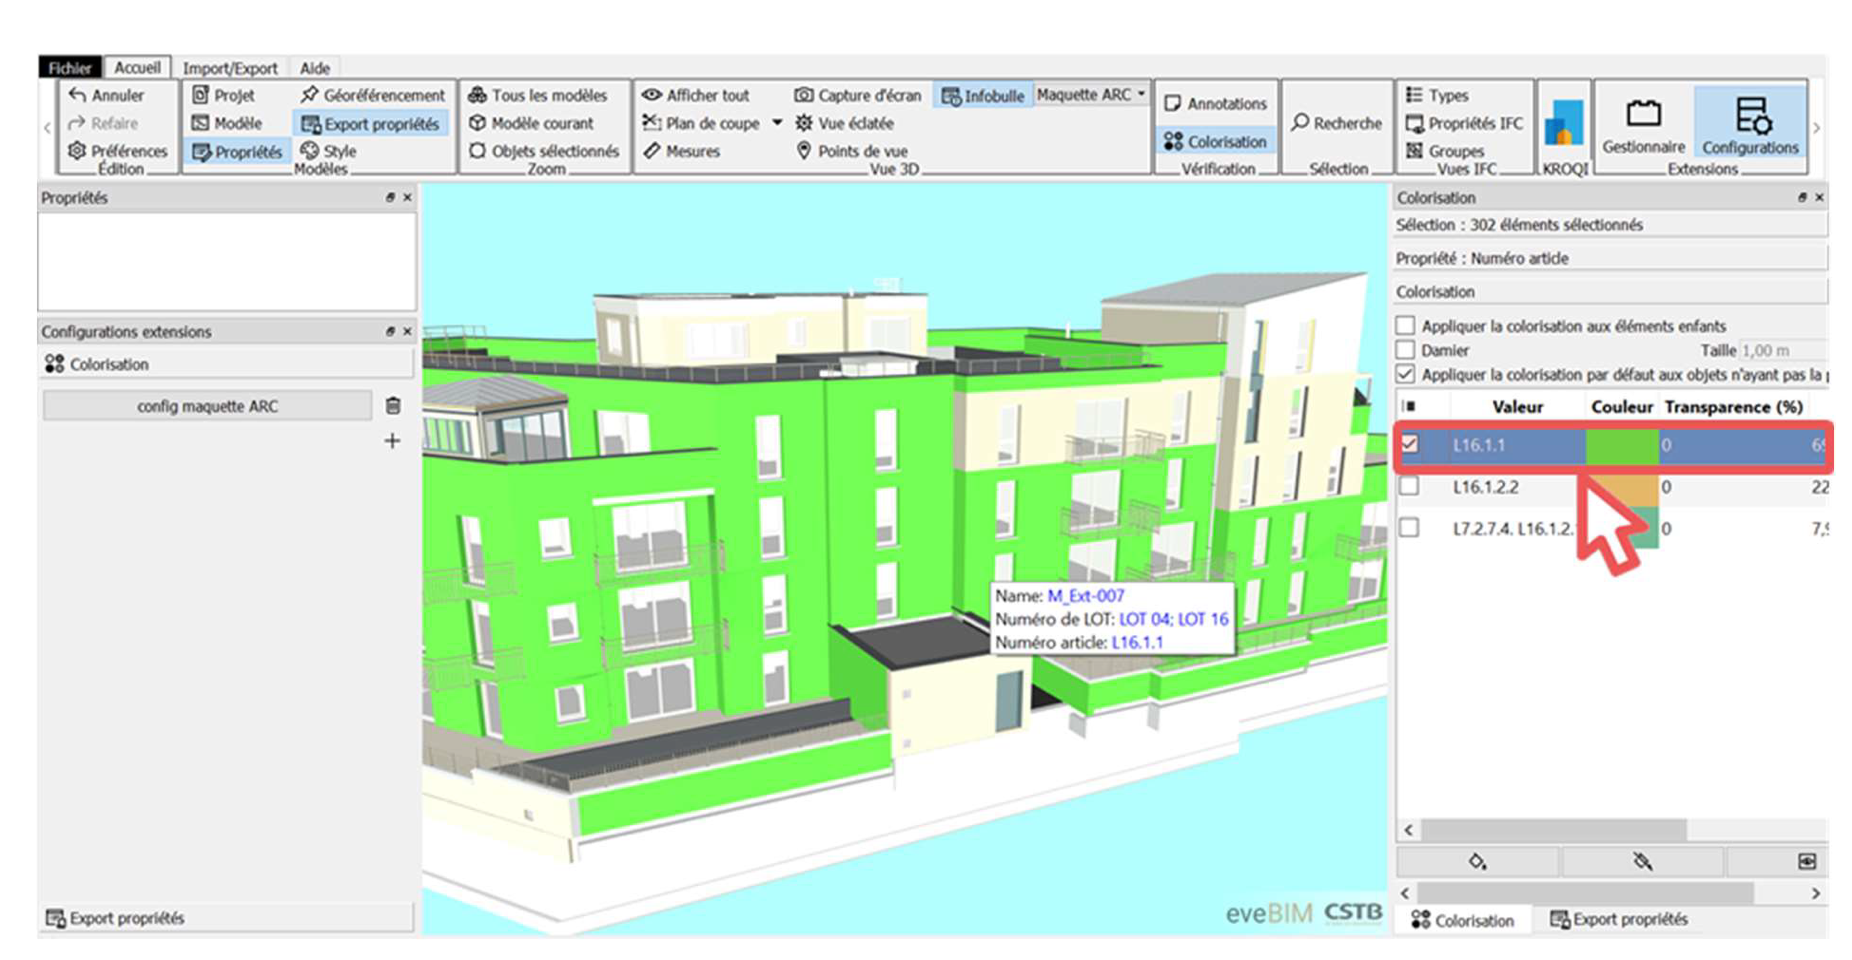 Fichier Accueil Import/Export Aide
Annuler Projet Géoréférencement Tous les modèles Afficher tout Capture d'écran Infobulle Maquette ARC Annotations Recherche Types Gestionnaire Configurations
Refaire Modèle Export propriétés Modèle courant Plan de coupe Vue éclatée Colorisation Propriétés IFC
Préférences Propriétés Style Objets sélectionnés Mesures Points de vue Groupes
Édition Modèles Zoom Vue 3D Vérification Sélection Vues IFC KROQI Extensions
Propriétés
Configurations extensions
Colorisation
config maquette ARC
Export propriétés
Name: M_Ext-007
Numéro de LOT: LOT 04; LOT 16
Numéro article: L16.1.1
eveBIM CSTB
Colorisation
Sélection : 302 éléments sélectionnés
Propriété : Numéro article
Colorisation
Appliquer la colorisation aux éléments enfants
Damier Taille 1,00 m
Appliquer la colorisation par défaut aux objets n'ayant pas la
Valeur Couleur Transparence (%)
L16.1.1 0
L16.1.2.2 0 22
L7.2.7.4. L16.1.2. 0 7,
Colorisation Export propriétés